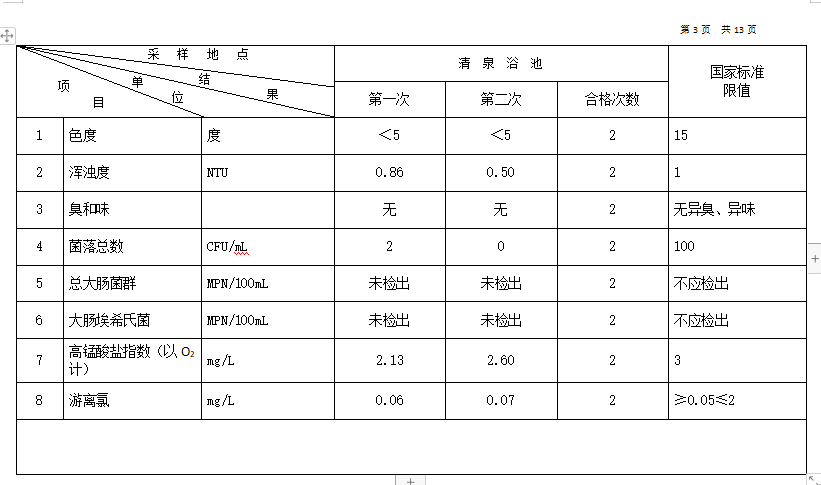 第 3 页 共 13 页
采 样 地 点
结 果
单 位
项 目
清 泉 浴 池
国家标准
限值
第一次 第二次 合格次数
1 色度 度 ＜5 ＜5 2 15
2 浑浊度 NTU 0.86 0.50 2 1
3 臭和味 无 无 2 无异臭、异味
4 菌落总数 CFU/mL 2 0 2 100
5 总大肠菌群 MPN/100mL 未检出 未检出 2 不应检出
6 大肠埃希氏菌 MPN/100mL 未检出 未检出 2 不应检出
7 高锰酸盐指数（以 O₂
计） mg/L 2.13 2.60 2 3
8 游离氯 mg/L 0.06 0.07 2 ≥0.05≤2